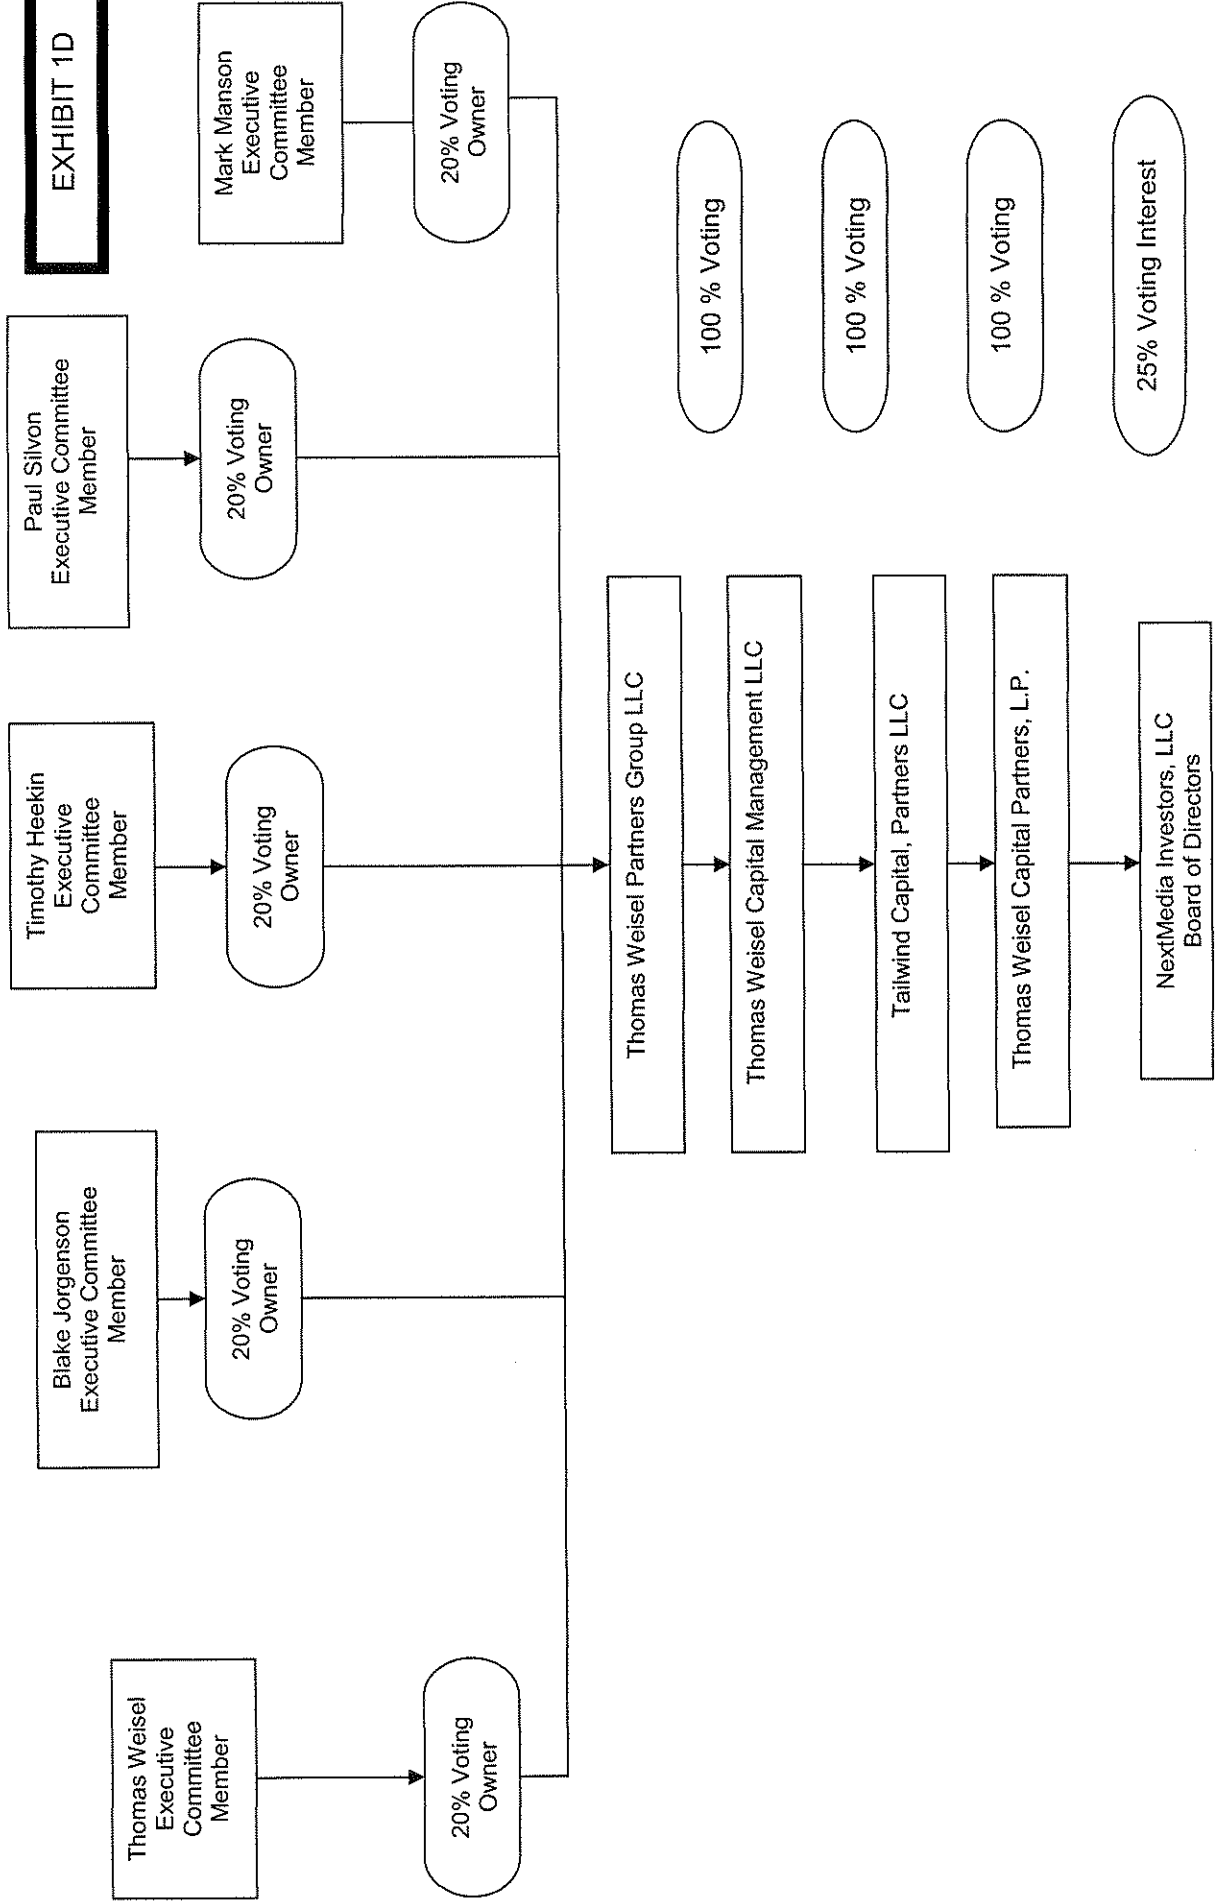 EXHIBIT 1D
Thomas Weisel
Executive
Committee
Member
Blake Jorgenson
Executive Committee
Member
Timothy Heekin
Executive
Committee
Member
Paul Silvon
Executive Committee
Member
Mark Manson
Executive
Committee
Member
20% Voting
Owner
20% Voting
Owner
20% Voting
Owner
20% Voting
Owner
20% Voting
Owner
Thomas Weisel Partners Group LLC
100 % Voting
Thomas Weisel Capital Management LLC
100 % Voting
Tailwind Capital, Partners LLC
100 % Voting
Thomas Weisel Capital Partners, L.P.
25% Voting Interest
NextMedia Investors, LLC
Board of Directors